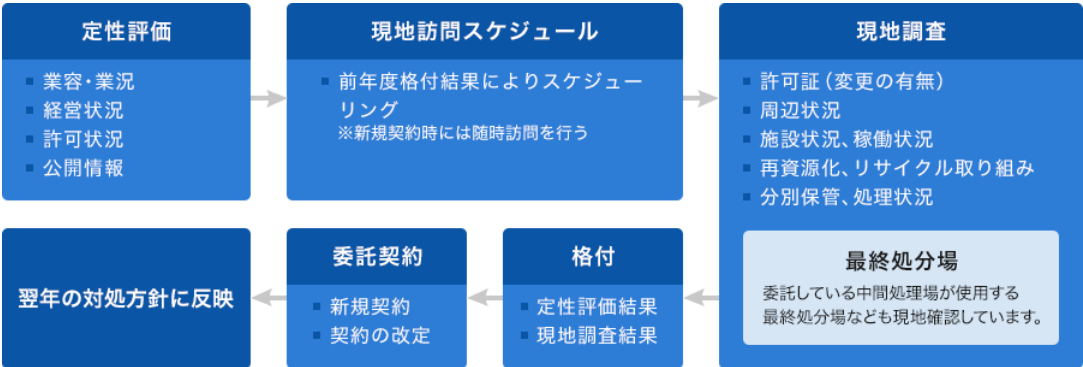 定性評価
業容・業況
経営状況
許可状況
公開情報
現地訪問スケジュール
前年度格付結果によりスケジュー
リング
※新規契約時には随時訪問を行う
現地調査
許可証（変更の有無）
周辺状況
施設状況、稼働状況
再資源化、リサイクル取り組み
分別保管、処理状況
最終処分場
委託している中間処理場が使用する
最終処分場なども現地確認しています。
格付
定性評価結果
現地調査結果
委託契約
新規契約
契約の改定
翌年の対処方針に反映